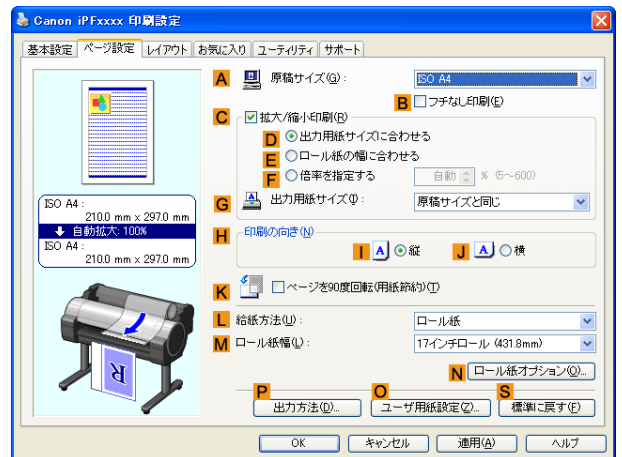 Canon iPFxxxx 印刷設定
基本設定 ページ設定 レイアウト お気に入り ユーティリティ サポート
A 原稿サイズ(G): ISO A4
B フチなし印刷(E)
C 拡大/縮小印刷(R)
D 出力用紙サイズに合わせる
E ロール紙の幅に合わせる
F 倍率を指定する 自動 % (5~600)
G 出力用紙サイズ(I): 原稿サイズと同じ
ISO A4 :
210.0 mm x 297.0 mm
自動拡大: 100%
ISO A4 :
210.0 mm x 297.0 mm
H 印刷の向き(N)
I A 縦 J A 横
K ページを90度回転(用紙節約)(T)
L 給紙方法(U): ロール紙
M ロール紙幅(L): 17インチロール (431.8mm)
N ロール紙オプション(O)...
P O S
出力方法(D)... ユーザ用紙設定(Z)... 標準に戻す(F)
R
OK キャンセル 適用(A) ヘルプ